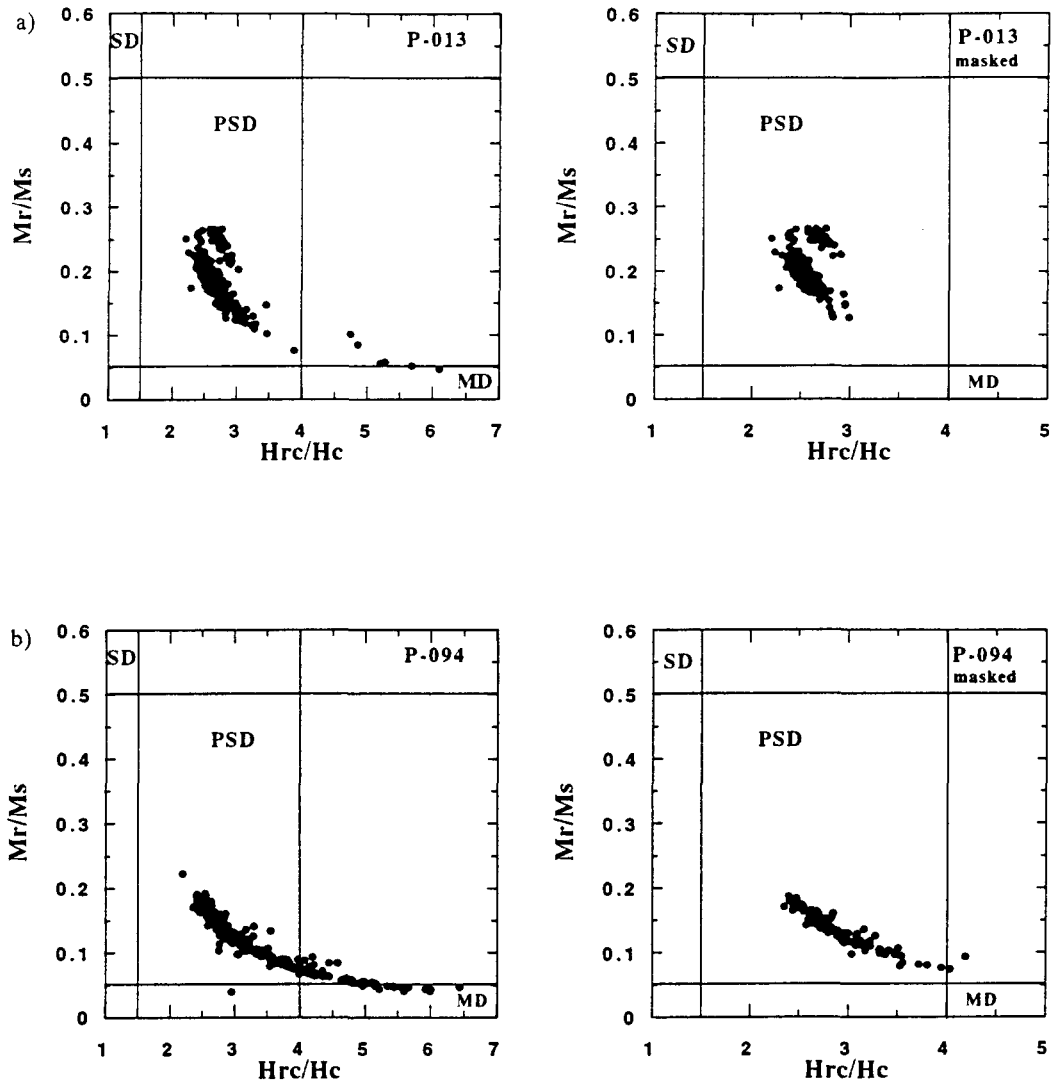 a)
0.6
SD
P-013
0.5
PSD
0.4
Mr/Ms
0.3
0.2
0.1
MD
0
1 2 3 4 5 6 7
Hrc/Hc
0.6
SD
P-013
masked
0.5
PSD
0.4
Mr/Ms
0.3
0.2
0.1
MD
0
1 2 3 4 5
Hrc/Hc
b)
0.6
SD
P-094
0.5
PSD
0.4
Mr/Ms
0.3
0.2
0.1
MD
0
1 2 3 4 5 6 7
Hrc/Hc
0.6
SD
P-094
masked
0.5
PSD
0.4
Mr/Ms
0.3
0.2
0.1
MD
0
1 2 3 4 5
Hrc/Hc